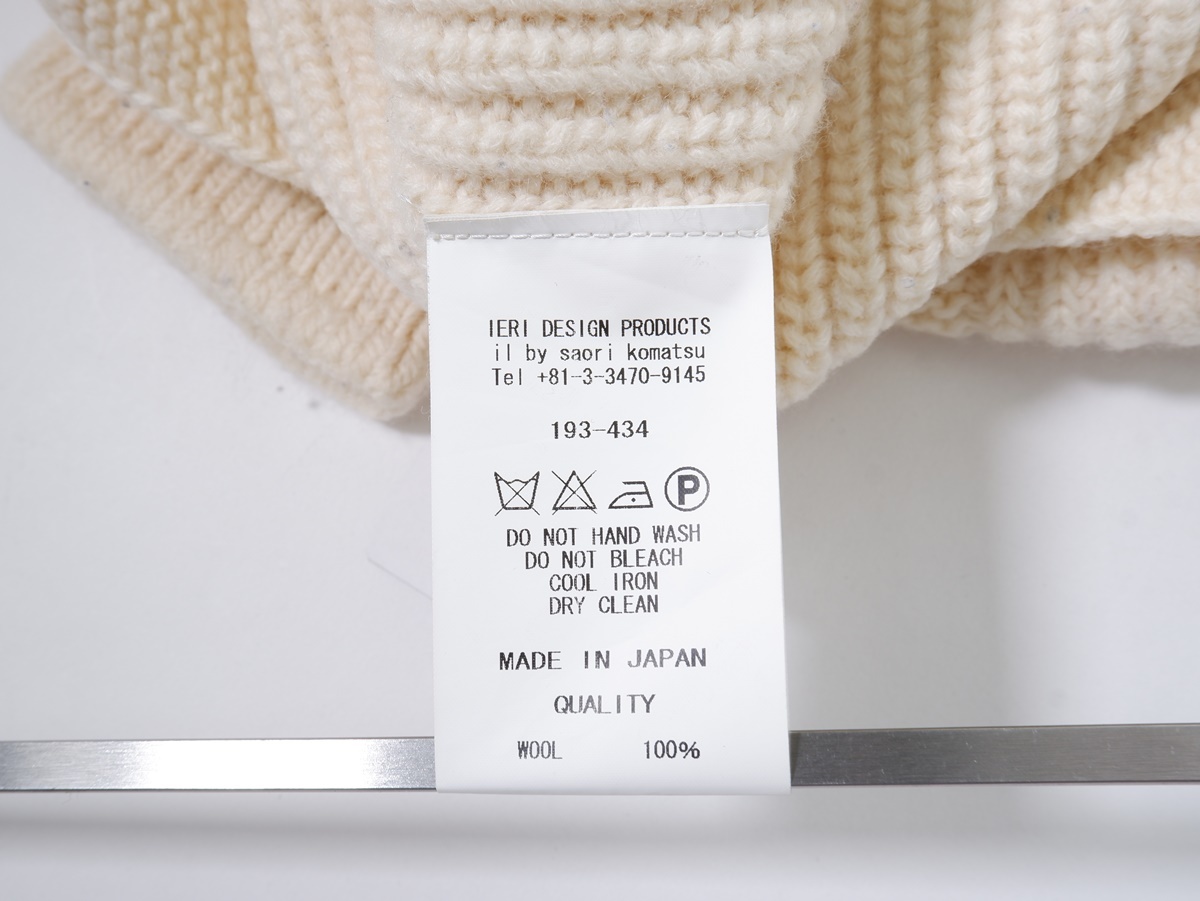 IERI DESIGN PRODUCTS
il by saori komatsu
Tel +81-3-3470-9145
193-434
P
DO NOT HAND WASH
DO NOT BLEACH
COOL IRON
DRY CLEAN
MADE IN JAPAN
QUALITY
WOOL 100%